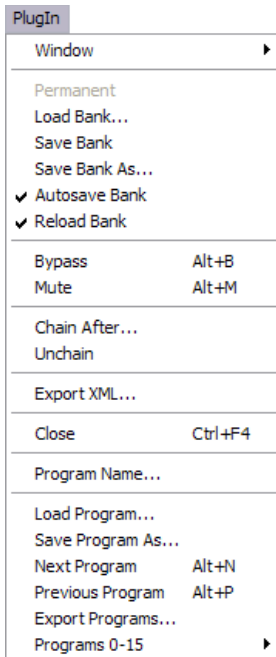 PlugIn
Window
Permanent
Load Bank...
Save Bank
Save Bank As...
Autosave Bank
Reload Bank
Bypass Alt+B
Mute Alt+M
Chain After...
Unchain
Export XML...
Close Ctrl+F4
Program Name...
Load Program...
Save Program As...
Next Program Alt+N
Previous Program Alt+P
Export Programs...
Programs 0-15